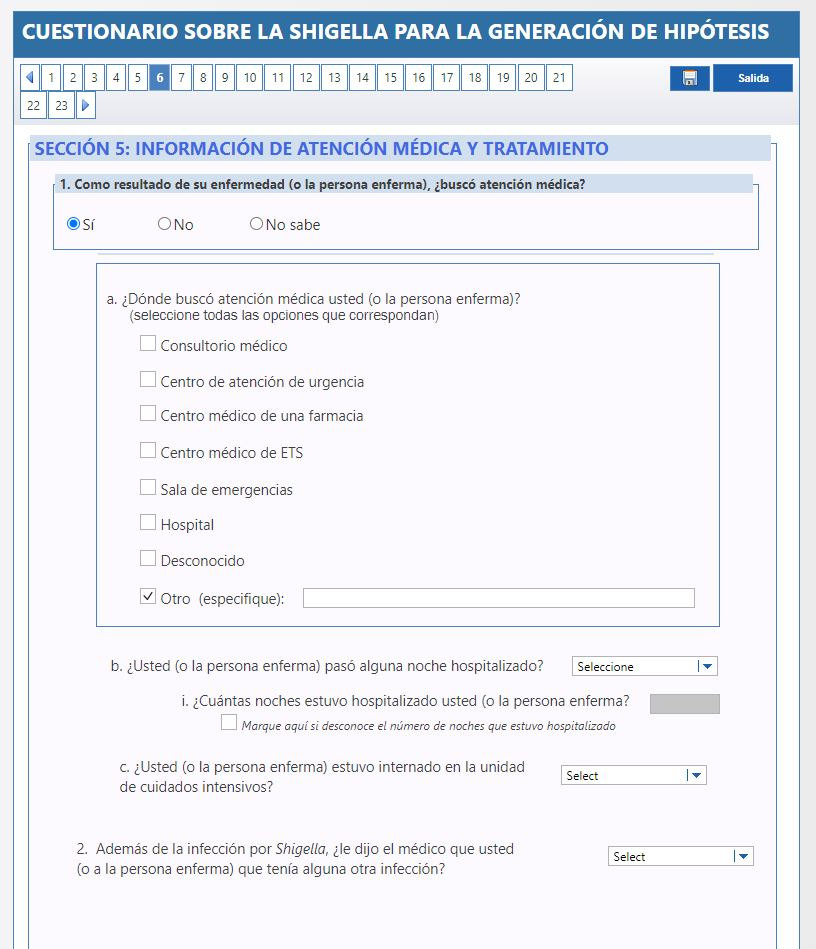 CUESTIONARIO SOBRE LA SHIGELLA PARA LA GENERACIÓN DE HIPÓTESIS
1 2 3 4 5 6 7 8 9 10 11 12 13 14 15 16 17 18 19 20 21
Salida
22 23
SECCIÓN 5: INFORMACIÓN DE ATENCIÓN MÉDICA Y TRATAMIENTO
1. Como resultado de su enfermedad (o la persona enferma), ¿buscó atención médica?
Sí No No sabe
a. ¿Dónde buscó atención médica usted (o la persona enferma)?
(seleccione todas las opciones que correspondan)
Consultorio médico
Centro de atención de urgencia
Centro médico de una farmacia
Centro médico de ETS
Sala de emergencias
Hospital
Desconocido
Otro (especifique):
b. ¿Usted (o la persona enferma) pasó alguna noche hospitalizado? Seleccione
i. ¿Cuántas noches estuvo hospitalizado usted (o la persona enferma?
Marque aquí si desconoce el número de noches que estuvo hospitalizado
c. ¿Usted (o la persona enferma) estuvo internado en la unidad
de cuidados intensivos?
Select
2. Además de la infección por Shigella, ¿le dijo el médico que usted
(o a la persona enferma) que tenía alguna otra infección?
Select